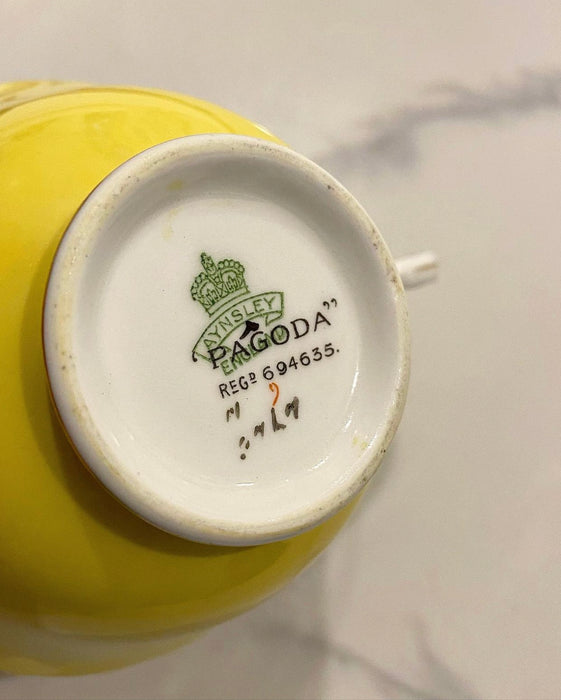 AYNSLEY
ENGLAND
"PAGODA"
REGD 694635.